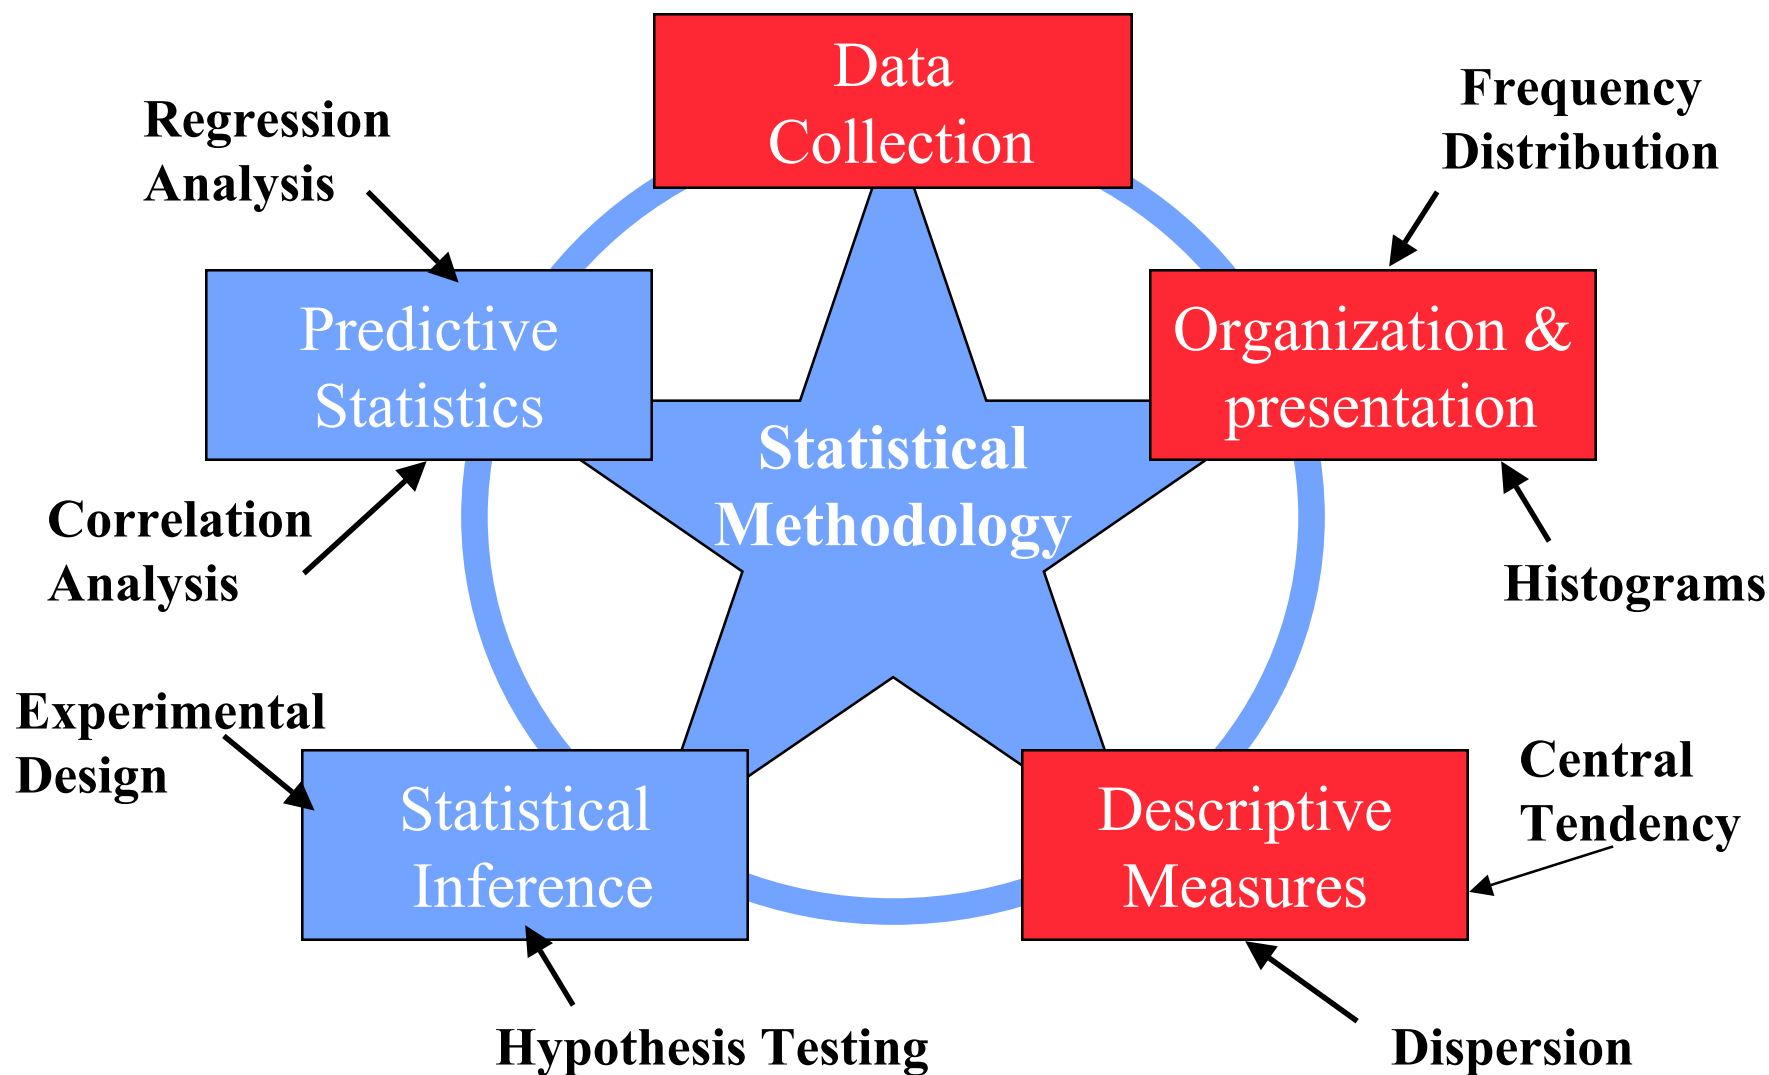 Data
Collection
Regression
Analysis
Frequency
Distribution
Predictive
Statistics
Organization &
presentation
Statistical
Methodology
Correlation
Analysis
Histograms
Experimental
Design
Statistical
Inference
Descriptive
Measures
Central
Tendency
Hypothesis Testing
Dispersion